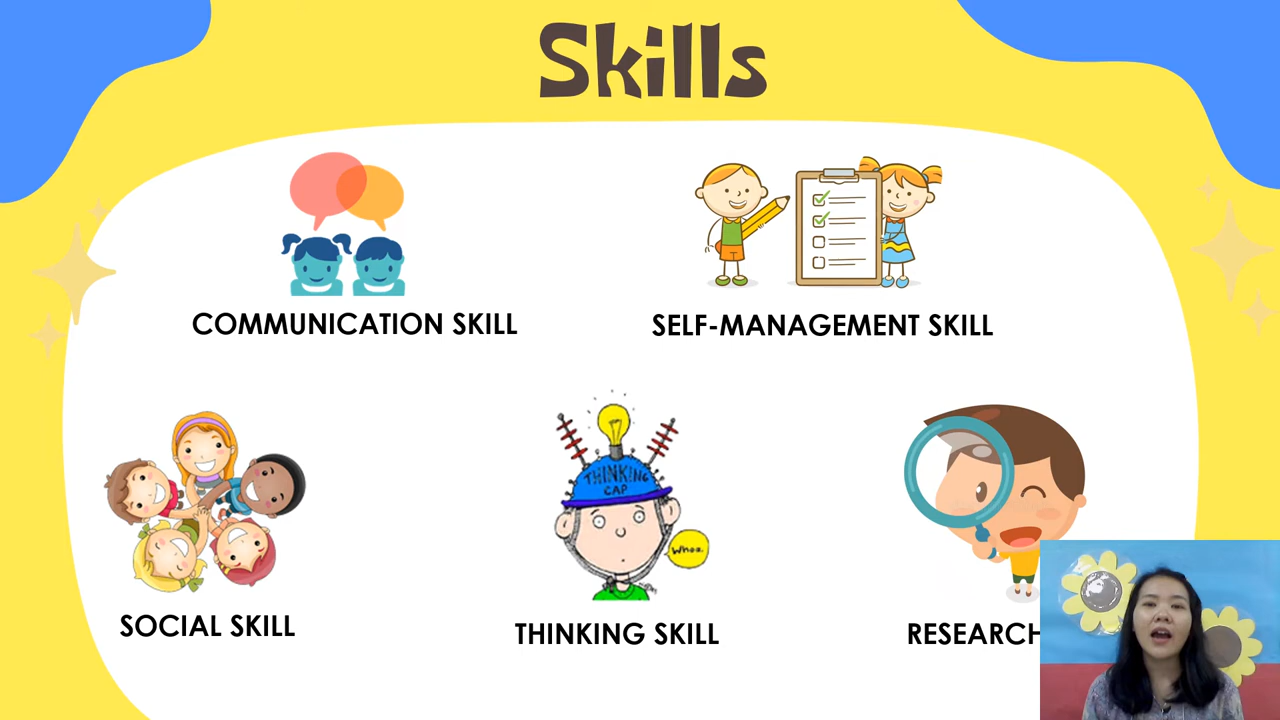 Skills
COMMUNICATION SKILL
SELF-MANAGEMENT SKILL
THINKING
CAP
Whoa
SOCIAL SKILL
THINKING SKILL
RESEARCH